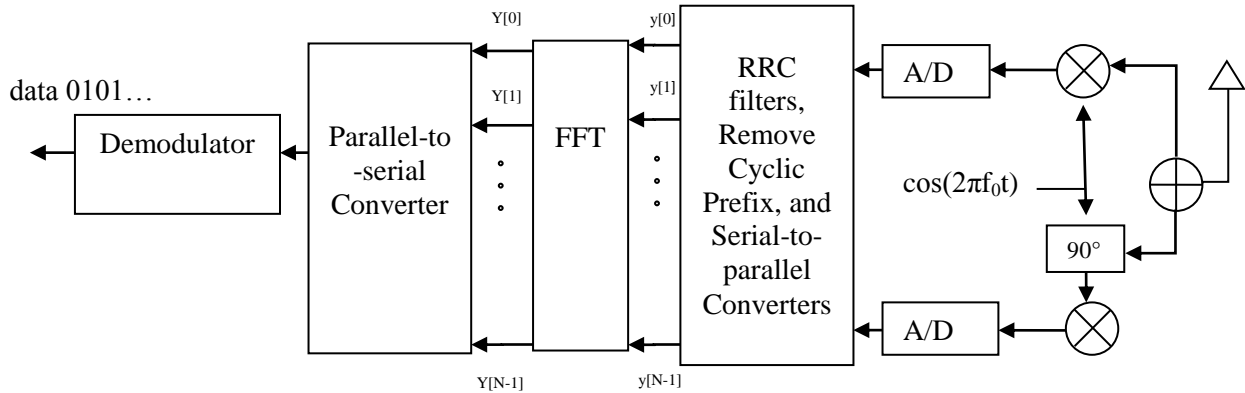 data 0101…
Demodulator
Parallel-to
-serial
Converter
Y[0]
Y[1]
Y[N-1]
FFT
y[0]
y[1]
y[N-1]
RRC
filters,
Remove
Cyclic
Prefix, and
Serial-to-
parallel
Converters
A/D
A/D
cos(2πf₀t)
90°